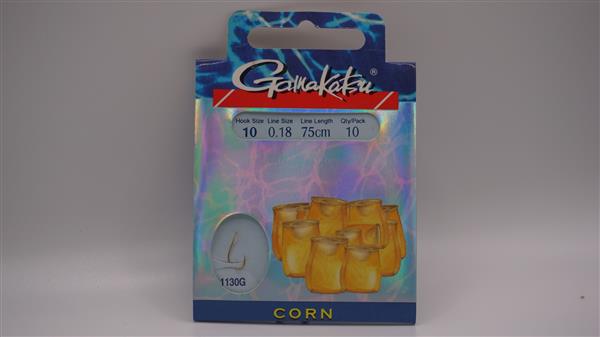 Gamakatsu®
Hook Size Line Size Line Length Qty/Pack
10 0.18 75cm 10
1130G
CORN